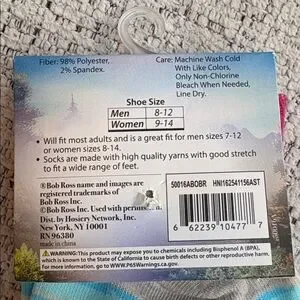 Fiber: 98% Polyester,
2% Spandex.
Care: Machine Wash Cold
With Like Colors,
Only Non-Chlorine
Bleach When Needed,
Line Dry.
Shoe Size
Men 8-12
Women 9-14
• Will fit most adults and is a great fit for men sizes 7-12
or women sizes 8-14.
• Socks are made with high quality yarns with good stretch
to fit a wide range of feet.
®Bob Ross name and images are
registered trademarks of
Bob Ross Inc.
®Bob Ross Inc. Used with
Dist. by Hosiery Network, Inc.
New York, NY 10001
RN 96380
made in china
50016ABOBR HNI162541156AST
6 62239 10477 7
WARNING: This product may expose you to chemicals including Bisphenol A (BPA),
which is known to the State of California to cause birth defects or other reproductive
harm. For more information go to www.P65Warnings.ca.gov.